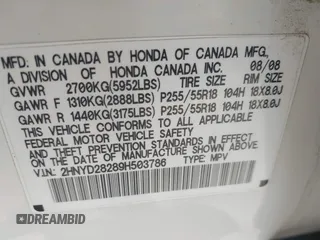 MFD. IN CANADA BY HONDA OF CANADA MFG.,
A DIVISION OF HONDA CANADA INC. 08/08
GVWR 2700KG(5952LBS) TIRE SIZE RIM SIZE
GAWR F 1310KG(2888LBS) P255/55R18 104H 18X8.0J
GAWR R 1440KG(3175LBS) P255/55R18 104H 18X8.0J
THIS VEHICLE CONFORMS TO ALL APPLICABLE
FEDERAL MOTOR VEHICLE SAFETY AND
THEFT PREVENTION STANDARDS IN EFFECT ON
THE DATE OF MANUFACTURE SHOWN ABOVE.
V.I.N: 2HNYD28289H503786 TYPE: MPV
DREAMBID